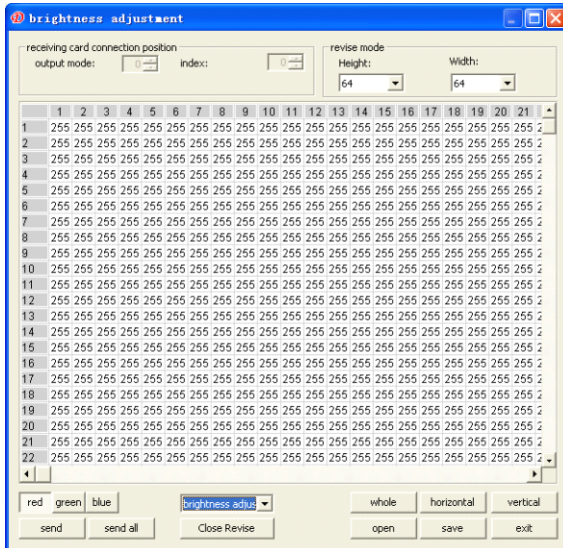 brightness adjustment
receiving card connection position
output mode: 0 index: 0
revise mode
Height: Width:
64 64
1 2 3 4 5 6 7 8 9 10 11 12 13 14 15 16 17 18 19 20 21
1 255 255 255 255 255 255 255 255 255 255 255 255 255 255 255 255 255 255 255 255 255 2
2 255 255 255 255 255 255 255 255 255 255 255 255 255 255 255 255 255 255 255 255 255 2
3 255 255 255 255 255 255 255 255 255 255 255 255 255 255 255 255 255 255 255 255 255 2
4 255 255 255 255 255 255 255 255 255 255 255 255 255 255 255 255 255 255 255 255 255 2
5 255 255 255 255 255 255 255 255 255 255 255 255 255 255 255 255 255 255 255 255 255 2
6 255 255 255 255 255 255 255 255 255 255 255 255 255 255 255 255 255 255 255 255 255 2
7 255 255 255 255 255 255 255 255 255 255 255 255 255 255 255 255 255 255 255 255 255 2
8 255 255 255 255 255 255 255 255 255 255 255 255 255 255 255 255 255 255 255 255 255 2
9 255 255 255 255 255 255 255 255 255 255 255 255 255 255 255 255 255 255 255 255 255 2
10 255 255 255 255 255 255 255 255 255 255 255 255 255 255 255 255 255 255 255 255 255 2
11 255 255 255 255 255 255 255 255 255 255 255 255 255 255 255 255 255 255 255 255 255 2
12 255 255 255 255 255 255 255 255 255 255 255 255 255 255 255 255 255 255 255 255 255 2
13 255 255 255 255 255 255 255 255 255 255 255 255 255 255 255 255 255 255 255 255 255 2
14 255 255 255 255 255 255 255 255 255 255 255 255 255 255 255 255 255 255 255 255 255 2
15 255 255 255 255 255 255 255 255 255 255 255 255 255 255 255 255 255 255 255 255 255 2
16 255 255 255 255 255 255 255 255 255 255 255 255 255 255 255 255 255 255 255 255 255 2
17 255 255 255 255 255 255 255 255 255 255 255 255 255 255 255 255 255 255 255 255 255 2
18 255 255 255 255 255 255 255 255 255 255 255 255 255 255 255 255 255 255 255 255 255 2
19 255 255 255 255 255 255 255 255 255 255 255 255 255 255 255 255 255 255 255 255 255 2
20 255 255 255 255 255 255 255 255 255 255 255 255 255 255 255 255 255 255 255 255 255 2
21 255 255 255 255 255 255 255 255 255 255 255 255 255 255 255 255 255 255 255 255 255 2
22 255 255 255 255 255 255 255 255 255 255 255 255 255 255 255 255 255 255 255 255 255 2
red green blue brightness adjus whole horizontal vertical
send send all Close Revise open save exit